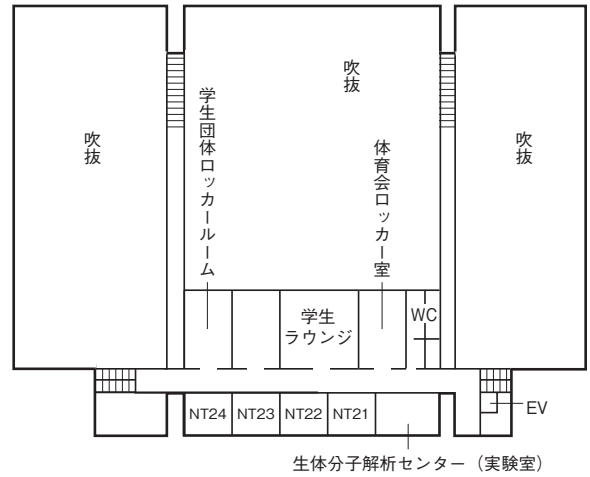 吹抜
吹抜
吹抜
学生団体ロッカールーム
体育会ロッカー室
学生
ラウンジ
WC
NT24
NT23
NT22
NT21
EV
生体分子解析センター（実験室）